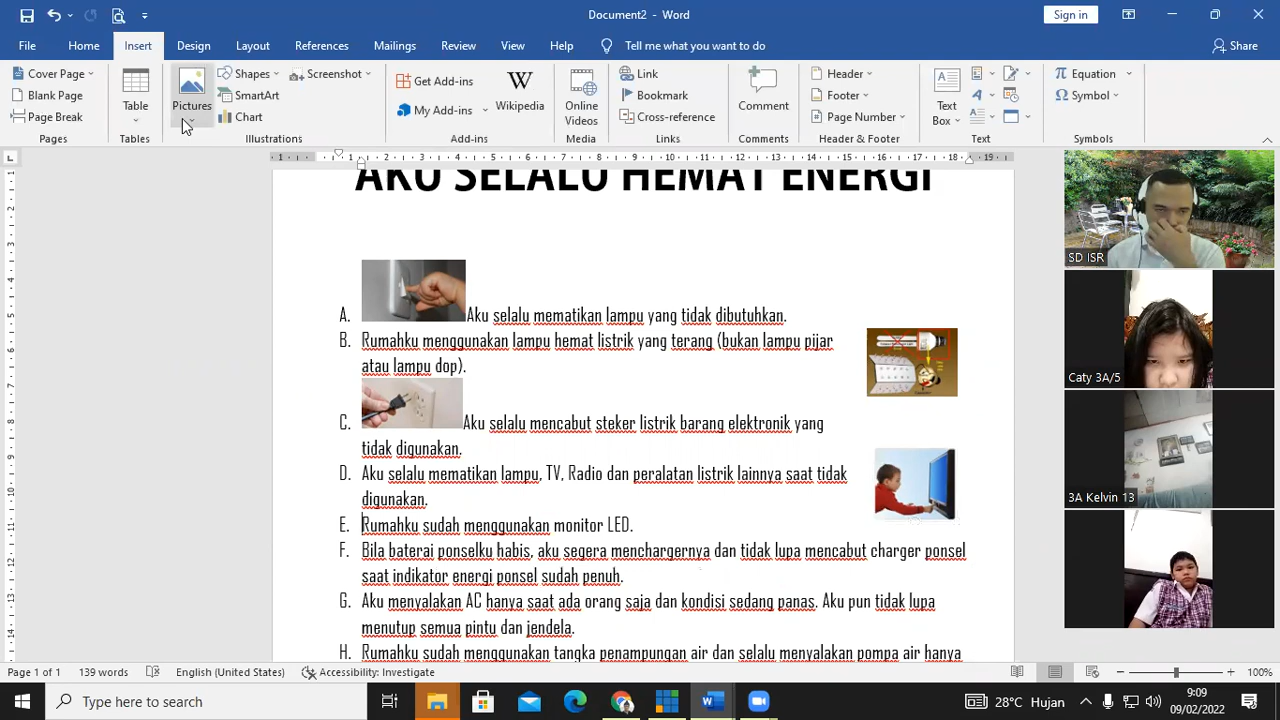 Document2 - Word
Sign in
File Home Insert Design Layout References Mailings Review View Help Tell me what you want to do Share
Cover Page
Blank Page
Page Break
Pages
Table
Tables
Pictures
Shapes
SmartArt
Chart
Screenshot
Illustrations
Get Add-ins
My Add-ins
Wikipedia
Add-ins
Online
Videos
Media
Link
Bookmark
Cross-reference
Links
Comment
Comments
Header
Footer
Page Number
Header & Footer
Text
Box
Text
Equation
Symbol
Symbols
AKU SELALU HEMAT ENERGI
A. Aku selalu mematikan lampu yang tidak dibutuhkan.
B. Rumahku menggunakan lampu hemat listrik yang terang (bukan lampu pijar
atau lampu dop).
C. Aku selalu mencabut steker listrik barang elektronik yang
tidak digunakan.
D. Aku selalu mematikan lampu, TV, Radio dan peralatan listrik lainnya saat tidak
digunakan.
E. Rumahku sudah menggunakan monitor LED.
F. Bila baterai ponselku habis, aku segera menchargernya dan tidak lupa mencabut charger ponsel
saat indikator energi ponsel sudah penuh.
G. Aku menyalakan AC hanya saat ada orang saja dan kondisi sedang panas. Aku pun tidak lupa
menutup semua pintu dan jendela.
H. Rumahku sudah menggunakan tangka penampungan air dan selalu menyalakan pompa air hanya
SD ISR
Caty 3A/5
3A Kelvin 13
Page 1 of 1 139 words English (United States) Accessibility: Investigate 100%
Type here to search
28°C Hujan
9:09
09/02/2022